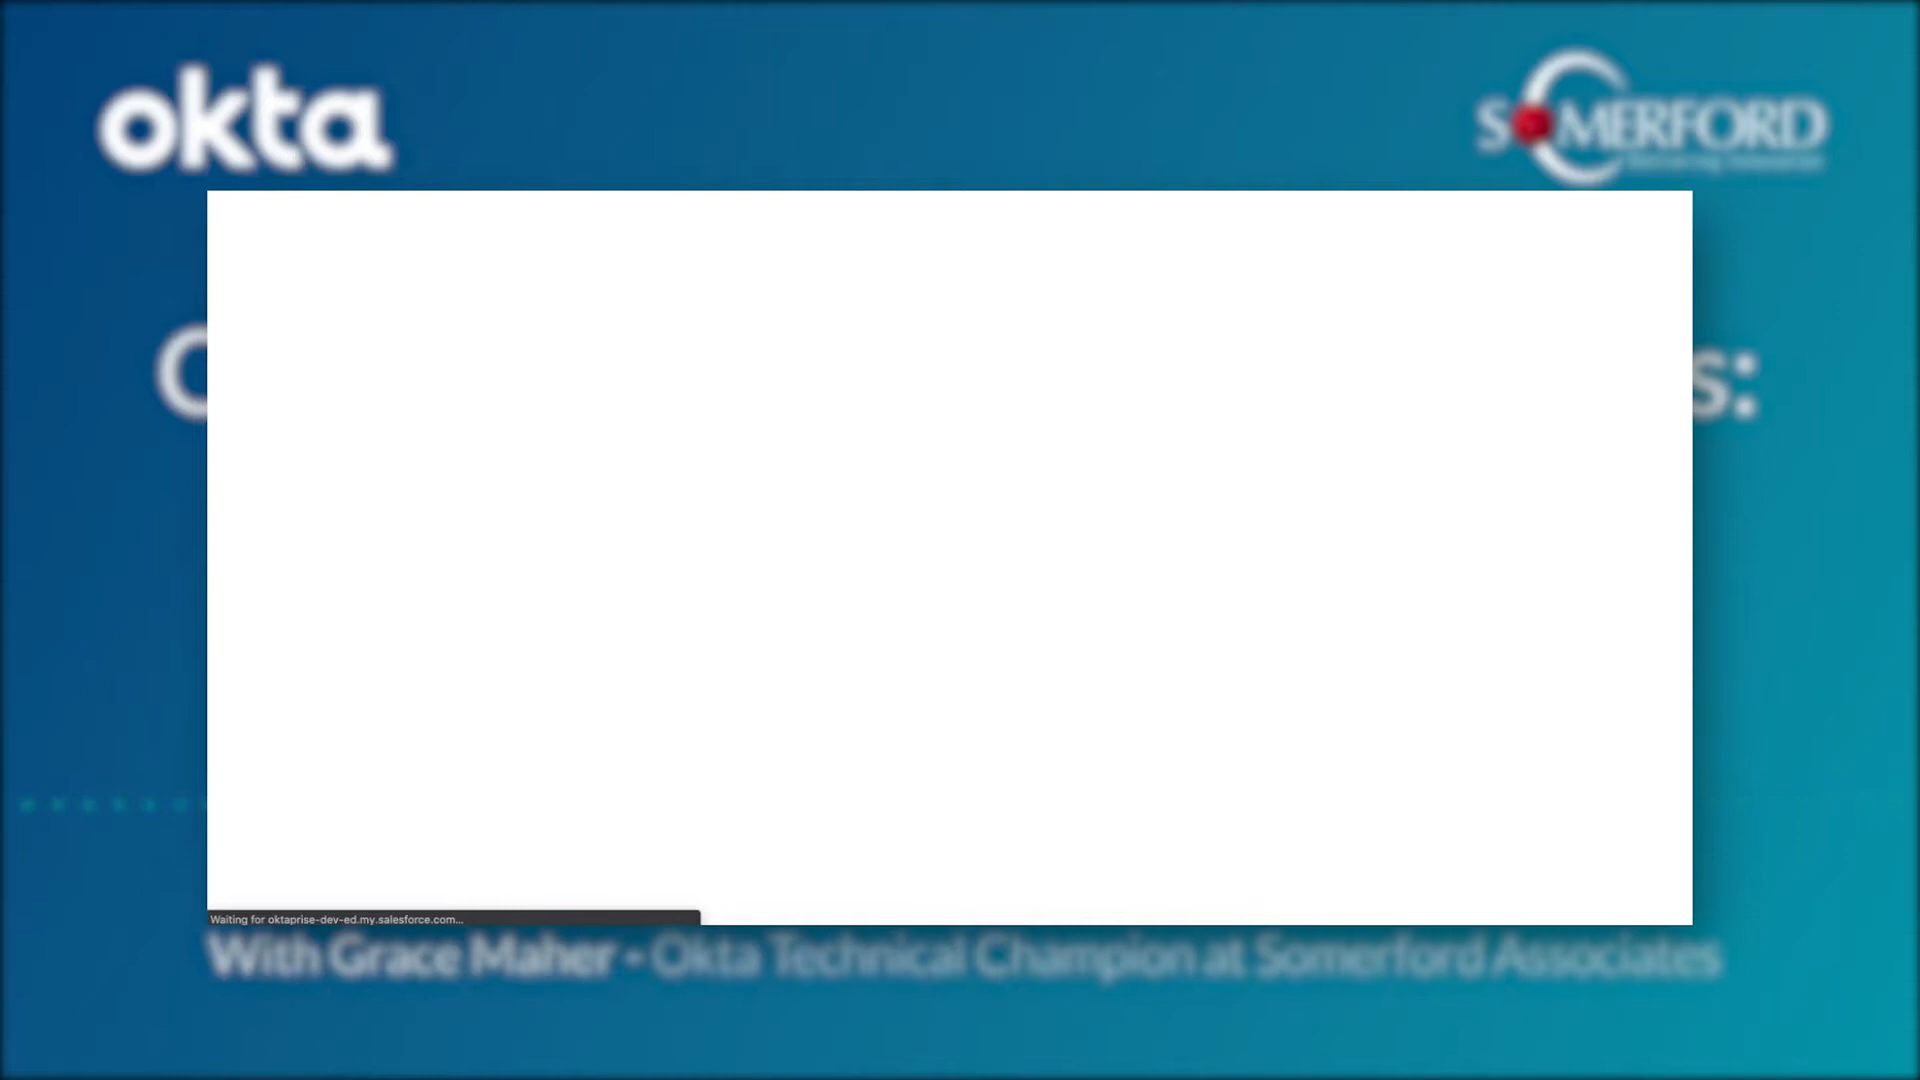 okta
SOMERFORD
s:
Waiting for oktaprise-dev-ed.my.salesforce.com...
With Grace Maher - Okta Technical Champion at Somerford Associates